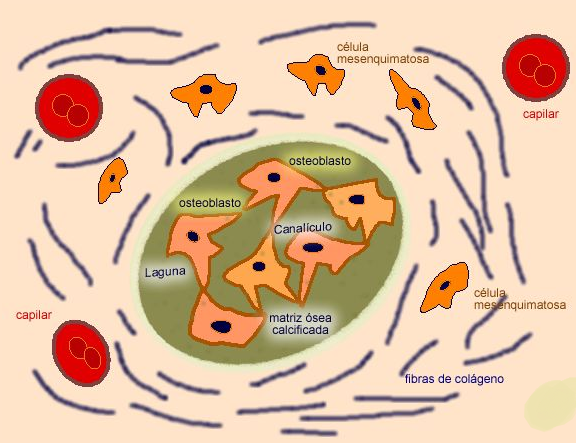 célula
mesenquimatosa
capilar
osteoblasto
osteoblasto
Canalículo
Laguna
célula
mesenquimatosa
capilar
matriz ósea
calcificada
fibras de colágeno